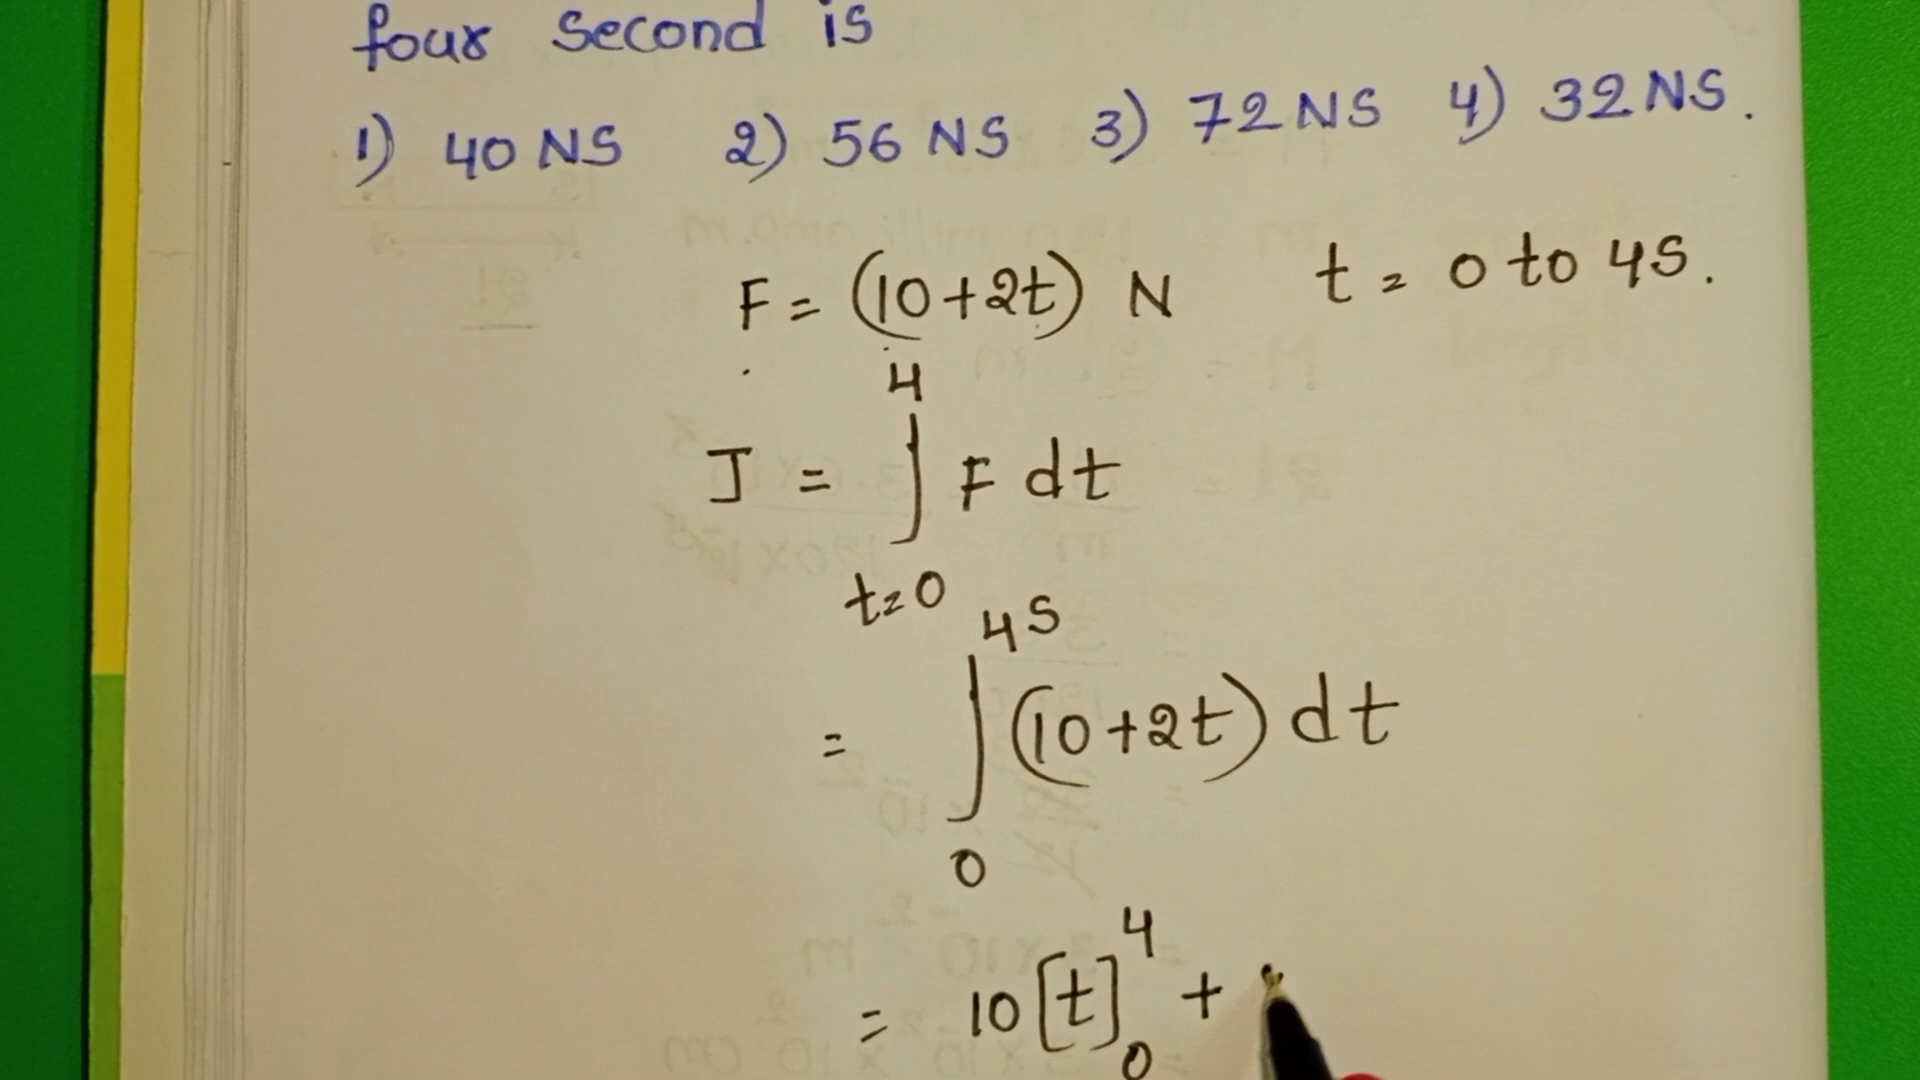 four second is
1) 40 NS 2) 56 NS 3) 72 NS 4) 32 NS.
F = (10+2t) N t = 0 to 4S.
4
J = ∫ F dt
t=0
4S
= ∫ (10+2t) dt
0
4
= 10 [t] +
0